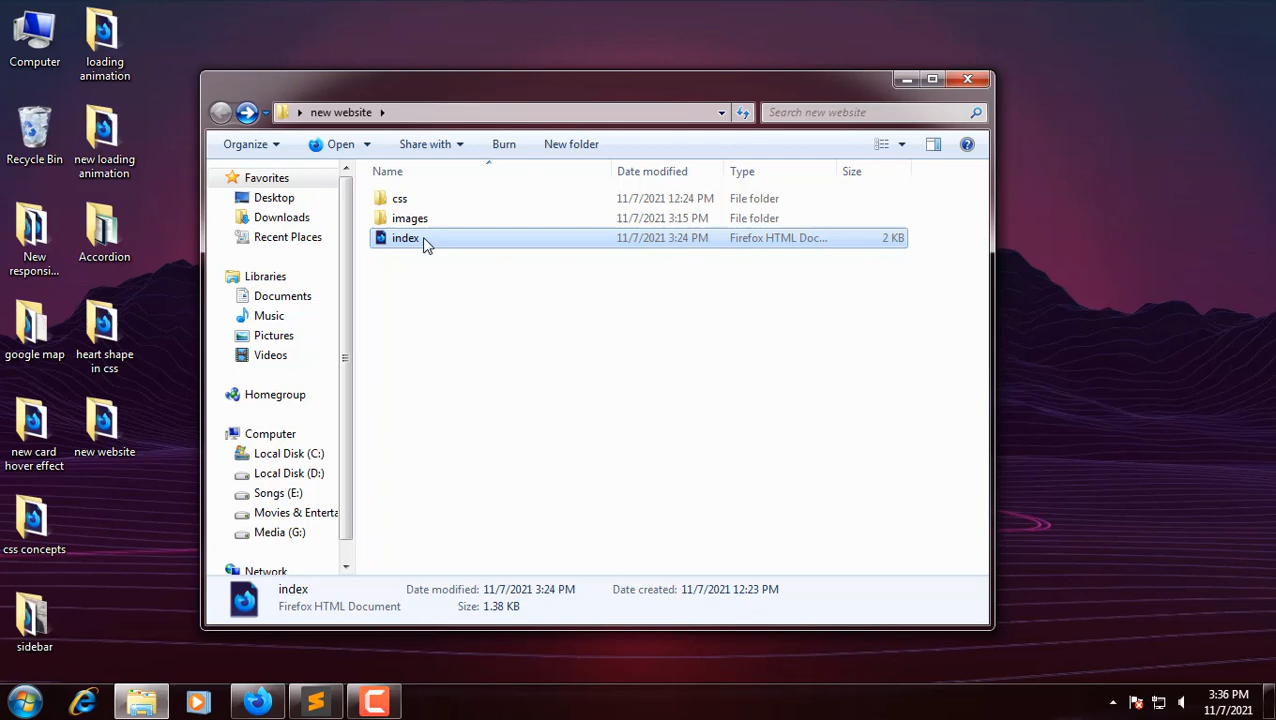 Computer
loading
animation
Recycle Bin
new loading
animation
New
responsi...
Accordion
google map
heart shape
in css
new card
hover effect
new website
css concepts
sidebar
new website
Search new website
Organize
Open
Share with
Burn
New folder
Favorites
Desktop
Downloads
Recent Places
Libraries
Documents
Music
Pictures
Videos
Homegroup
Computer
Local Disk (C:)
Local Disk (D:)
Songs (E:)
Movies & Enterta
Media (G:)
Network
Name Date modified Type Size
css 11/7/2021 12:24 PM File folder
images 11/7/2021 3:15 PM File folder
index 11/7/2021 3:24 PM Firefox HTML Doc... 2 KB
index Date modified: 11/7/2021 3:24 PM Date created: 11/7/2021 12:23 PM
Firefox HTML Document Size: 1.38 KB
3:36 PM
11/7/2021